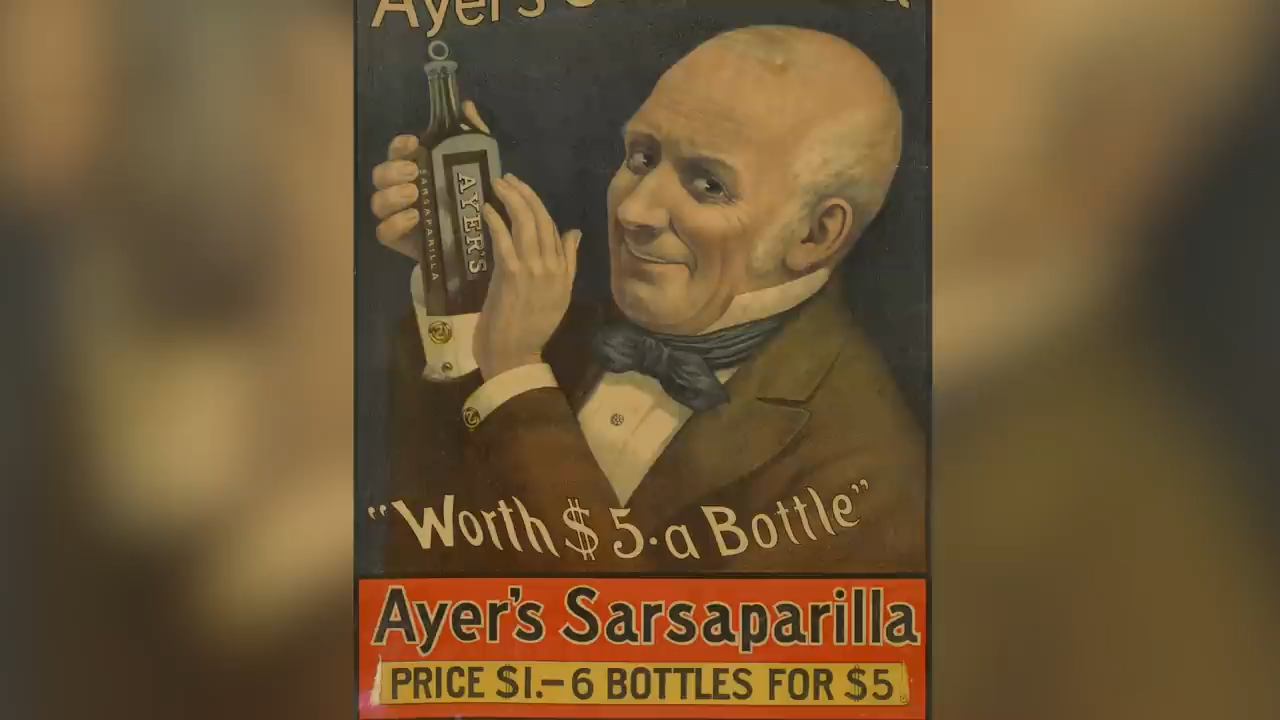 Ayer's
SARSAPARILLA
AYER'S
"Worth $5. a Bottle"
Ayer's Sarsaparilla
PRICE $1.–6 BOTTLES FOR $5.